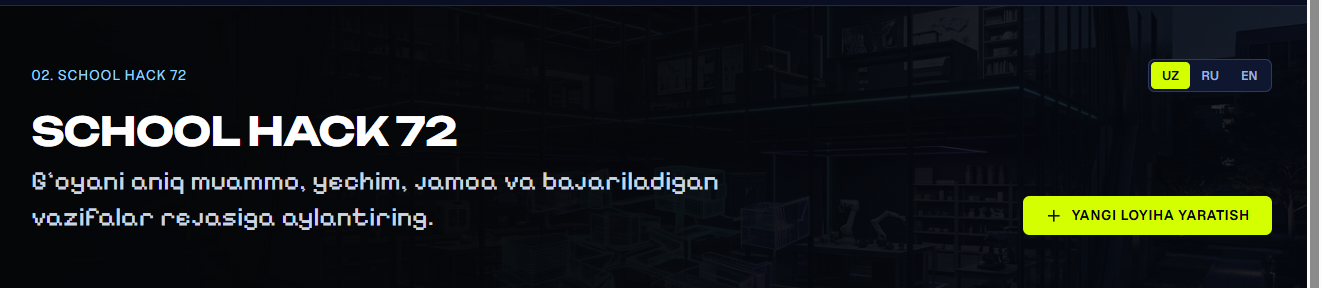 02. SCHOOL HACK 72
UZ RU EN
SCHOOL HACK 72
G‘oyani aniq muammo, yechim, jamoa va bajariladigan
vazifalar rejasiga aylantiring.
+ YANGI LOYIHA YARATISH